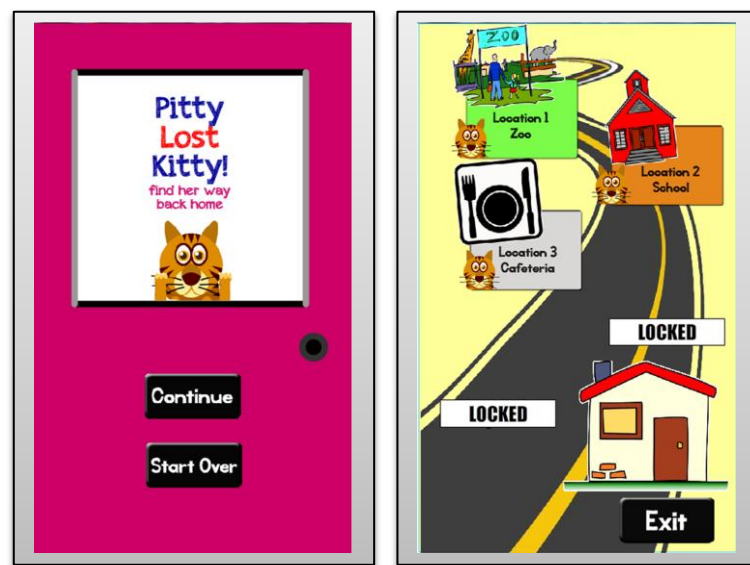 Pitty
Lost
Kitty!
find her way
back home
Continue
Start Over
ZOO
Location 1
Zoo
Location 2
School
Location 3
Cafeteria
LOCKED
LOCKED
Exit